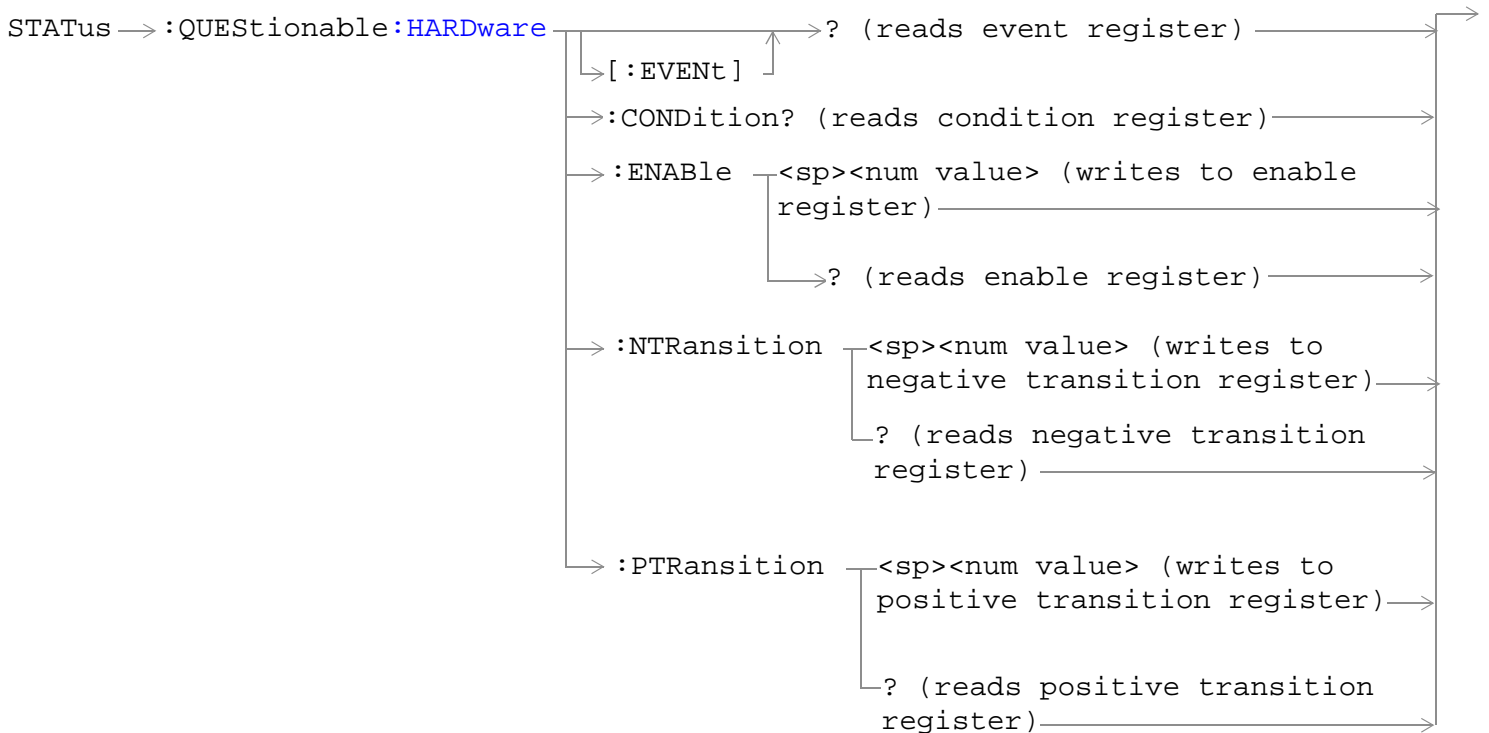 STATus :QUEStionable:HARDware ? (reads event register)
[:EVENt]
:CONDition? (reads condition register)
:ENABle <sp><num value> (writes to enable
register)
? (reads enable register)
:NTRansition <sp><num value> (writes to
negative transition register)
? (reads negative transition
register)
:PTRansition <sp><num value> (writes to
positive transition register)
? (reads positive transition
register)